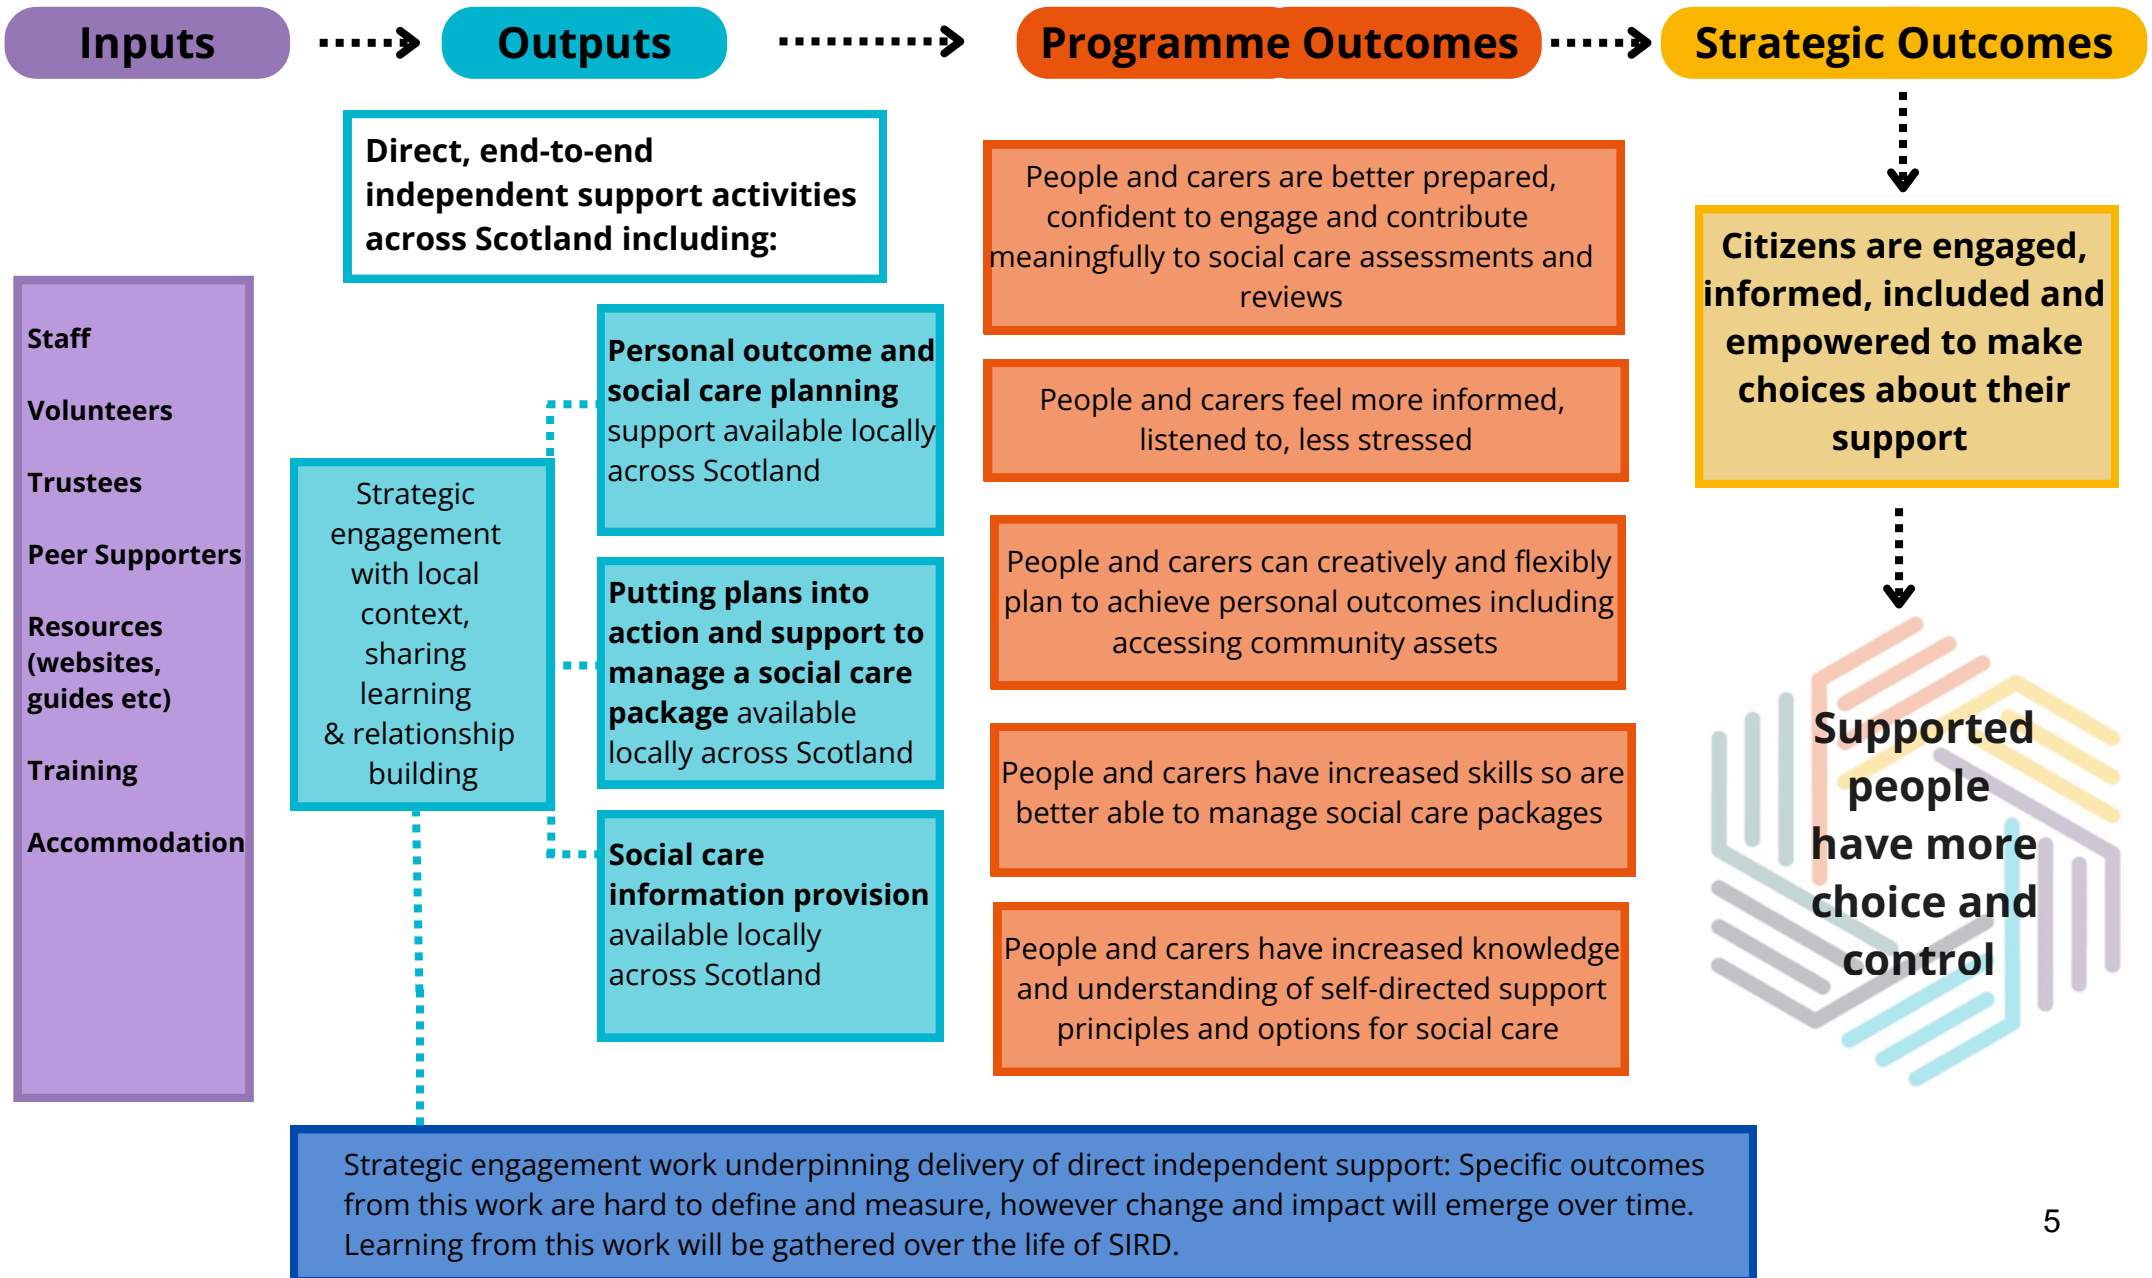 Inputs
Outputs
Programme Outcomes
Strategic Outcomes
Staff
Volunteers
Trustees
Peer Supporters
Resources
(websites,
guides etc)
Training
Accommodation
Direct, end-to-end
independent support activities
across Scotland including:
Strategic
engagement
with local
context,
sharing
learning
& relationship
building
Personal outcome and
social care planning
support available locally
across Scotland
Putting plans into
action and support to
manage a social care
package available
locally across Scotland
Social care
information provision
available locally
across Scotland
People and carers are better prepared,
confident to engage and contribute
meaningfully to social care assessments and
reviews
People and carers feel more informed,
listened to, less stressed
People and carers can creatively and flexibly
plan to achieve personal outcomes including
accessing community assets
People and carers have increased skills so are
better able to manage social care packages
People and carers have increased knowledge
and understanding of self-directed support
principles and options for social care
Citizens are engaged,
informed, included and
empowered to make
choices about their
support
Supported
people
have more
choice and
control
Strategic engagement work underpinning delivery of direct independent support: Specific outcomes
from this work are hard to define and measure, however change and impact will emerge over time.
Learning from this work will be gathered over the life of SIRD.
5